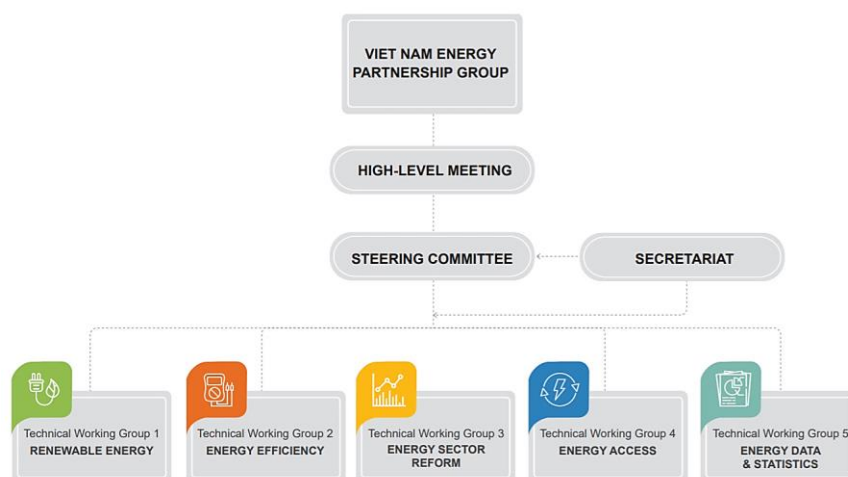 VIET NAM ENERGY
PARTNERSHIP GROUP
HIGH-LEVEL MEETING
STEERING COMMITTEE
SECRETARIAT
Technical Working Group 1
RENEWABLE ENERGY
Technical Working Group 2
ENERGY EFFICIENCY
Technical Working Group 3
ENERGY SECTOR
REFORM
Technical Working Group 4
ENERGY ACCESS
Technical Working Group 5
ENERGY DATA
& STATISTICS